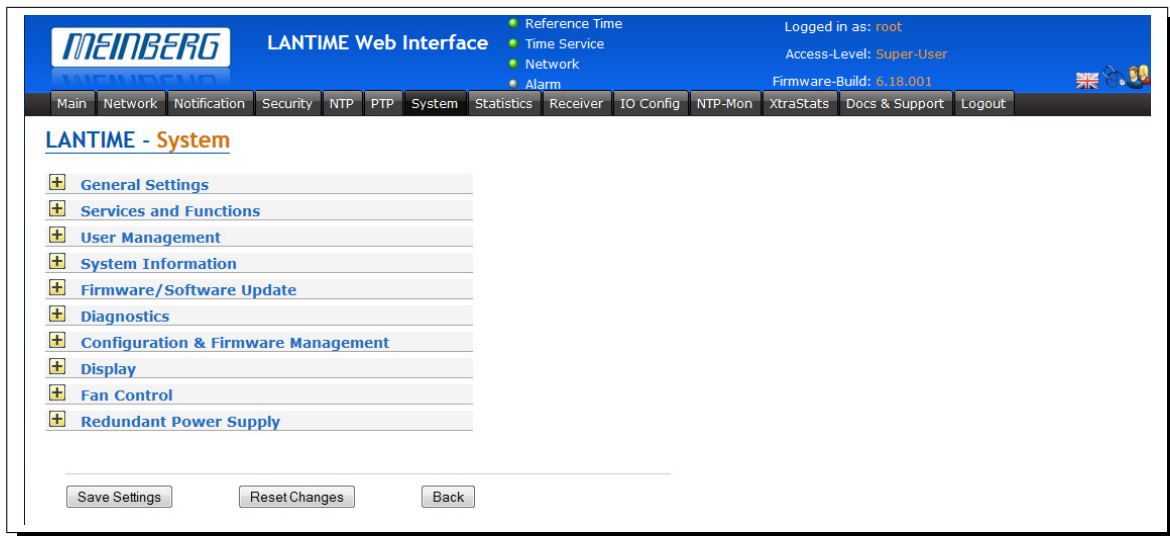 MEINBERG
LANTIME Web Interface
Reference Time
Time Service
Network
Alarm
Logged in as: root
Access-Level: Super-User
Firmware-Build: 6.18.001
Main Network Notification Security NTP PTP System Statistics Receiver IO Config NTP-Mon XtraStats Docs & Support Logout
LANTIME - System
General Settings
Services and Functions
User Management
System Information
Firmware/Software Update
Diagnostics
Configuration & Firmware Management
Display
Fan Control
Redundant Power Supply
Save Settings Reset Changes Back